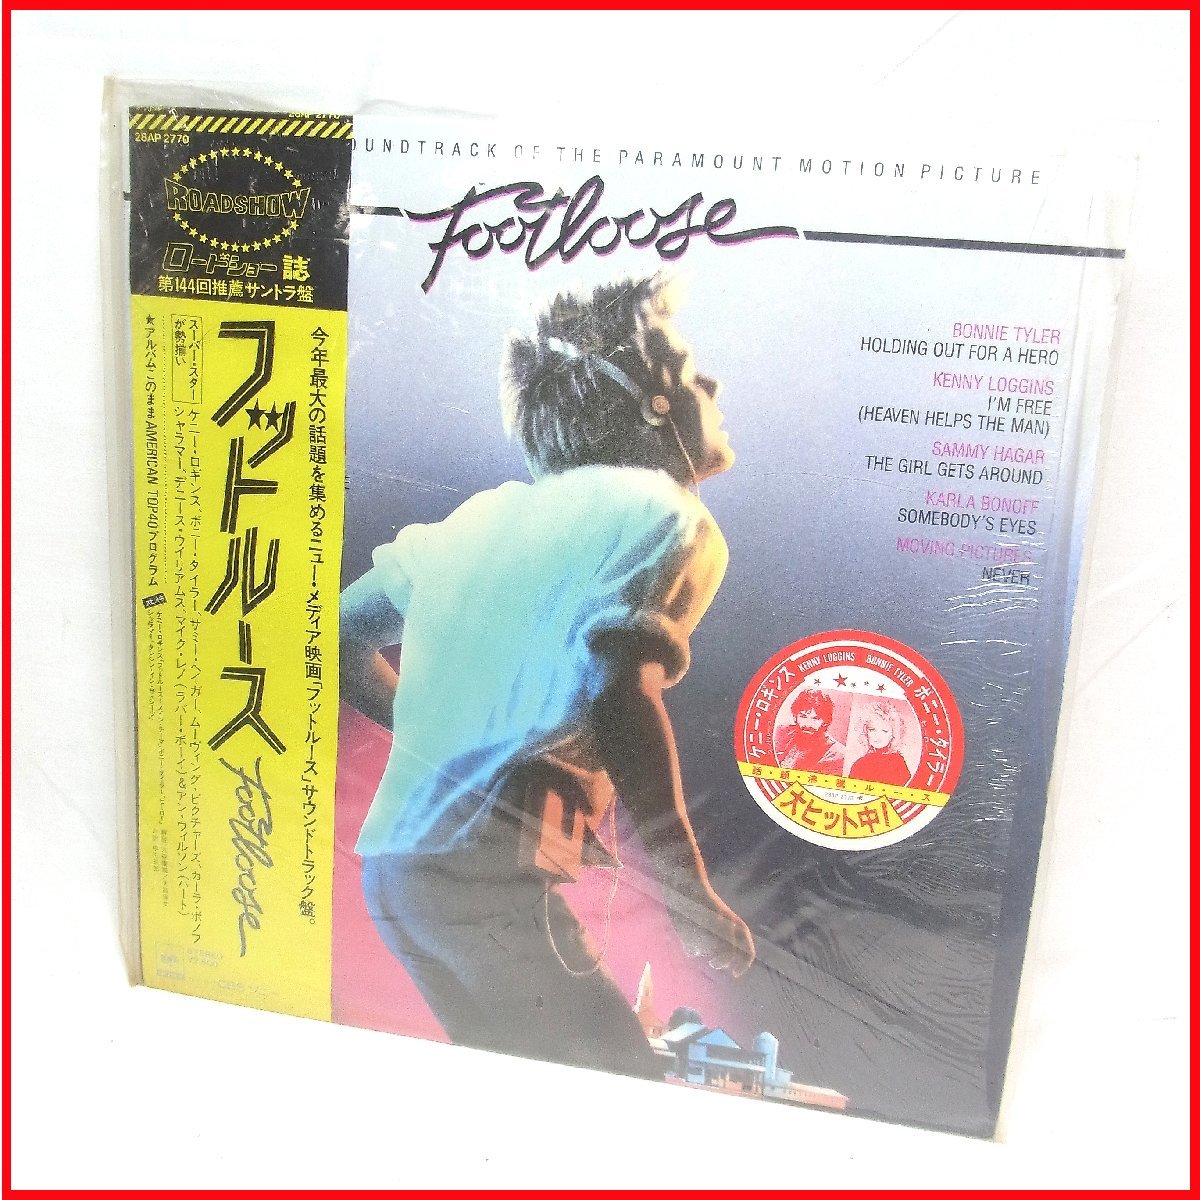 28AP 2770
28AP 2770
ROADSHOW
ロードショー 誌
第144回推薦サントラ盤
今年最大の話題を集めるニュー・メディア映画「フットルース」サウンドトラック盤。
フットルース
Footloose
スーパー・スター
が勢揃い
ケニー・ロギンス、ボニー・タイラー、サミー・ヘイガー、ムーヴィング・ピクチャーズ、カーラ・ボノフ
シャラマー、デニース・ウイリアムス、マイク・レノ(ラバー・ボーイ)&アン・ウィルソン(ハート)
★アルバムこのままAMERICAN TOP40プログラム
STEREO
¥2,800
OUNDTRACK OF THE PARAMOUNT MOTION PICTURE
Footloose
BONNIE TYLER
HOLDING OUT FOR A HERO
KENNY LOGGINS
I'M FREE
(HEAVEN HELPS THE MAN)
SAMMY HAGAR
THE GIRL GETS AROUND
KARLA BONOFF
SOMEBODY'S EYES
MOVING PICTURES
NEVER
KENNY LOGGINS BONNIE TYLER
ケニー・ロギンス ボニー・タイラー
大ヒット中!